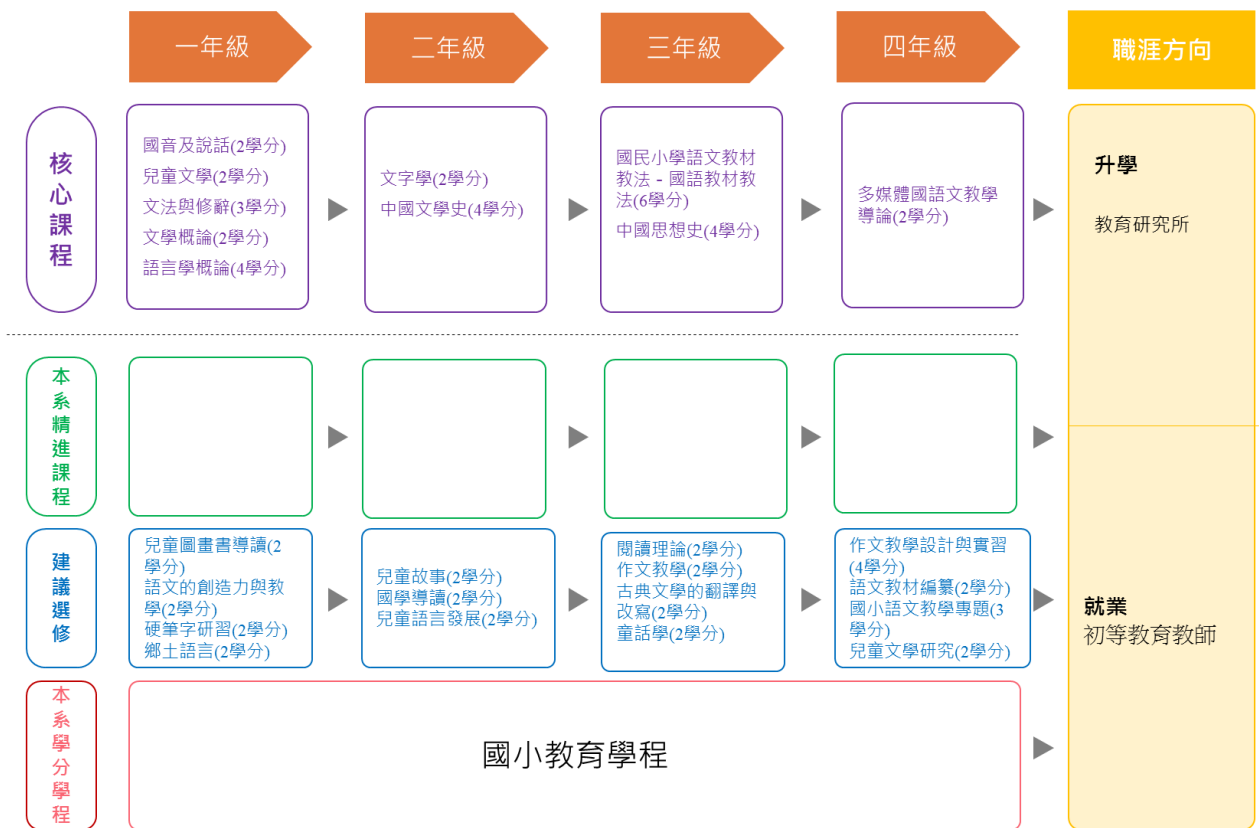 一年級
二年級
三年級
四年級
職涯方向
核心課程
國音及說話(2學分)
兒童文學(2學分)
文法與修辭(3學分)
文學概論(2學分)
語言學概論(4學分)
文字學(2學分)
中國文學史(4學分)
國民小學語文教材
教法 - 國語教材教
法(6學分)
中國思想史(4學分)
多媒體國語文教學
導論(2學分)
升學
教育研究所
本系精進課程
建議選修
兒童圖畫書導讀(2
學分)
語文的創造力與教
學(2學分)
硬筆字研習(2學分)
鄉土語言(2學分)
兒童故事(2學分)
國學導讀(2學分)
兒童語言發展(2學分)
閱讀理論(2學分)
作文教學(2學分)
古典文學的翻譯與
改寫(2學分)
童話學(2學分)
作文教學設計與實習
(4學分)
語文教材編纂(2學分)
國小語文教學專題(3
學分)
兒童文學研究(2學分)
就業
初等教育教師
本系學分學程
國小教育學程